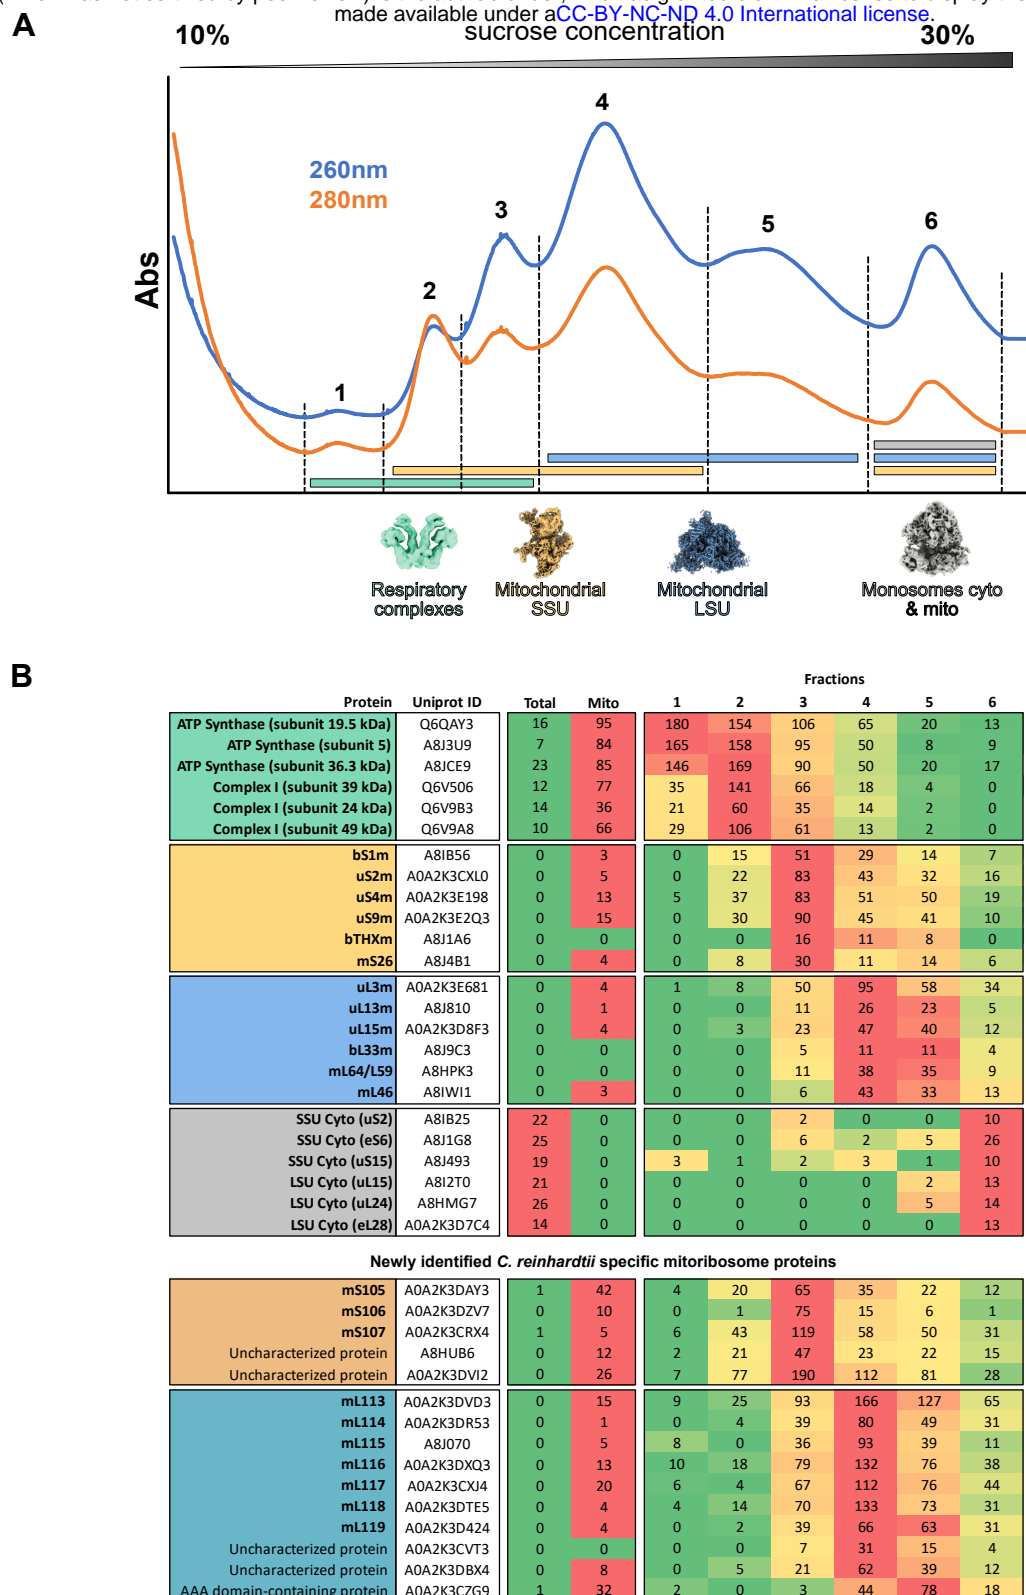 made available under aCC-BY-NC-ND 4.0 International license.
A
10% sucrose concentration 30%
260nm
280nm
Abs
1 2 3 4 5 6
Respiratory complexes
Mitochondrial SSU
Mitochondrial LSU
Monosomes cyto & mito
B
Fractions
Protein Uniprot ID Total Mito 1 2 3 4 5 6
ATP Synthase (subunit 19.5 kDa) Q6QAY3 16 95 180 154 106 65 20 13
ATP Synthase (subunit 5) A8J3U9 7 84 165 158 95 50 8 9
ATP Synthase (subunit 36.3 kDa) A8JCE9 23 85 146 169 90 50 20 17
Complex I (subunit 39 kDa) Q6V506 12 77 35 141 66 18 4 0
Complex I (subunit 24 kDa) Q6V9B3 14 36 21 60 35 14 2 0
Complex I (subunit 49 kDa) Q6V9A8 10 66 29 106 61 13 2 0
bS1m A8IB56 0 3 0 15 51 29 14 7
uS2m A0A2K3CXL0 0 5 0 22 83 43 32 16
uS4m A0A2K3E198 0 13 5 37 83 51 50 19
uS9m A0A2K3E2Q3 0 15 0 30 90 45 41 10
bTHXm A8J1A6 0 0 0 0 16 11 8 0
mS26 A8J4B1 0 4 0 8 30 11 14 6
uL3m A0A2K3E681 0 4 1 8 50 95 58 34
uL13m A8J810 0 1 0 0 11 26 23 5
uL15m A0A2K3D8F3 0 4 0 3 23 47 40 12
bL33m A8J9C3 0 0 0 0 5 11 11 4
mL64/L59 A8HPK3 0 0 0 0 11 38 35 9
mL46 A8IWI1 0 3 0 0 6 43 33 13
SSU Cyto (uS2) A8IB25 22 0 0 0 2 0 0 10
SSU Cyto (eS6) A8J1G8 25 0 0 0 6 2 5 26
SSU Cyto (uS15) A8J493 19 0 3 1 2 3 1 10
LSU Cyto (uL15) A8I2T0 21 0 0 0 0 0 2 13
LSU Cyto (uL24) A8HMG7 26 0 0 0 0 0 5 14
LSU Cyto (eL28) A0A2K3D7C4 14 0 0 0 0 0 0 13
Newly identified C. reinhardtii specific mitoribosome proteins
mS105 A0A2K3DAY3 1 42 4 20 65 35 22 12
mS106 A0A2K3DZV7 0 10 0 1 75 15 6 1
mS107 A0A2K3CRX4 1 5 6 43 119 58 50 31
Uncharacterized protein A8HUB6 0 12 2 21 47 23 22 15
Uncharacterized protein A0A2K3DVI2 0 26 7 77 190 112 81 28
mL113 A0A2K3DVD3 0 15 9 25 93 166 127 65
mL114 A0A2K3DR53 0 1 0 4 39 80 49 31
mL115 A8J070 0 5 8 0 36 93 39 11
mL116 A0A2K3DXQ3 0 13 10 18 79 132 76 38
mL117 A0A2K3CXJ4 0 20 6 4 67 112 76 44
mL118 A0A2K3DTE5 0 4 4 14 70 133 73 31
mL119 A0A2K3D424 0 4 0 2 39 66 63 31
Uncharacterized protein A0A2K3CVT3 0 0 0 0 7 31 15 4
Uncharacterized protein A0A2K3DBX4 0 8 0 5 21 62 39 12
AAA domain-containing protein A0A2K3CZG9 1 32 2 0 3 44 78 18